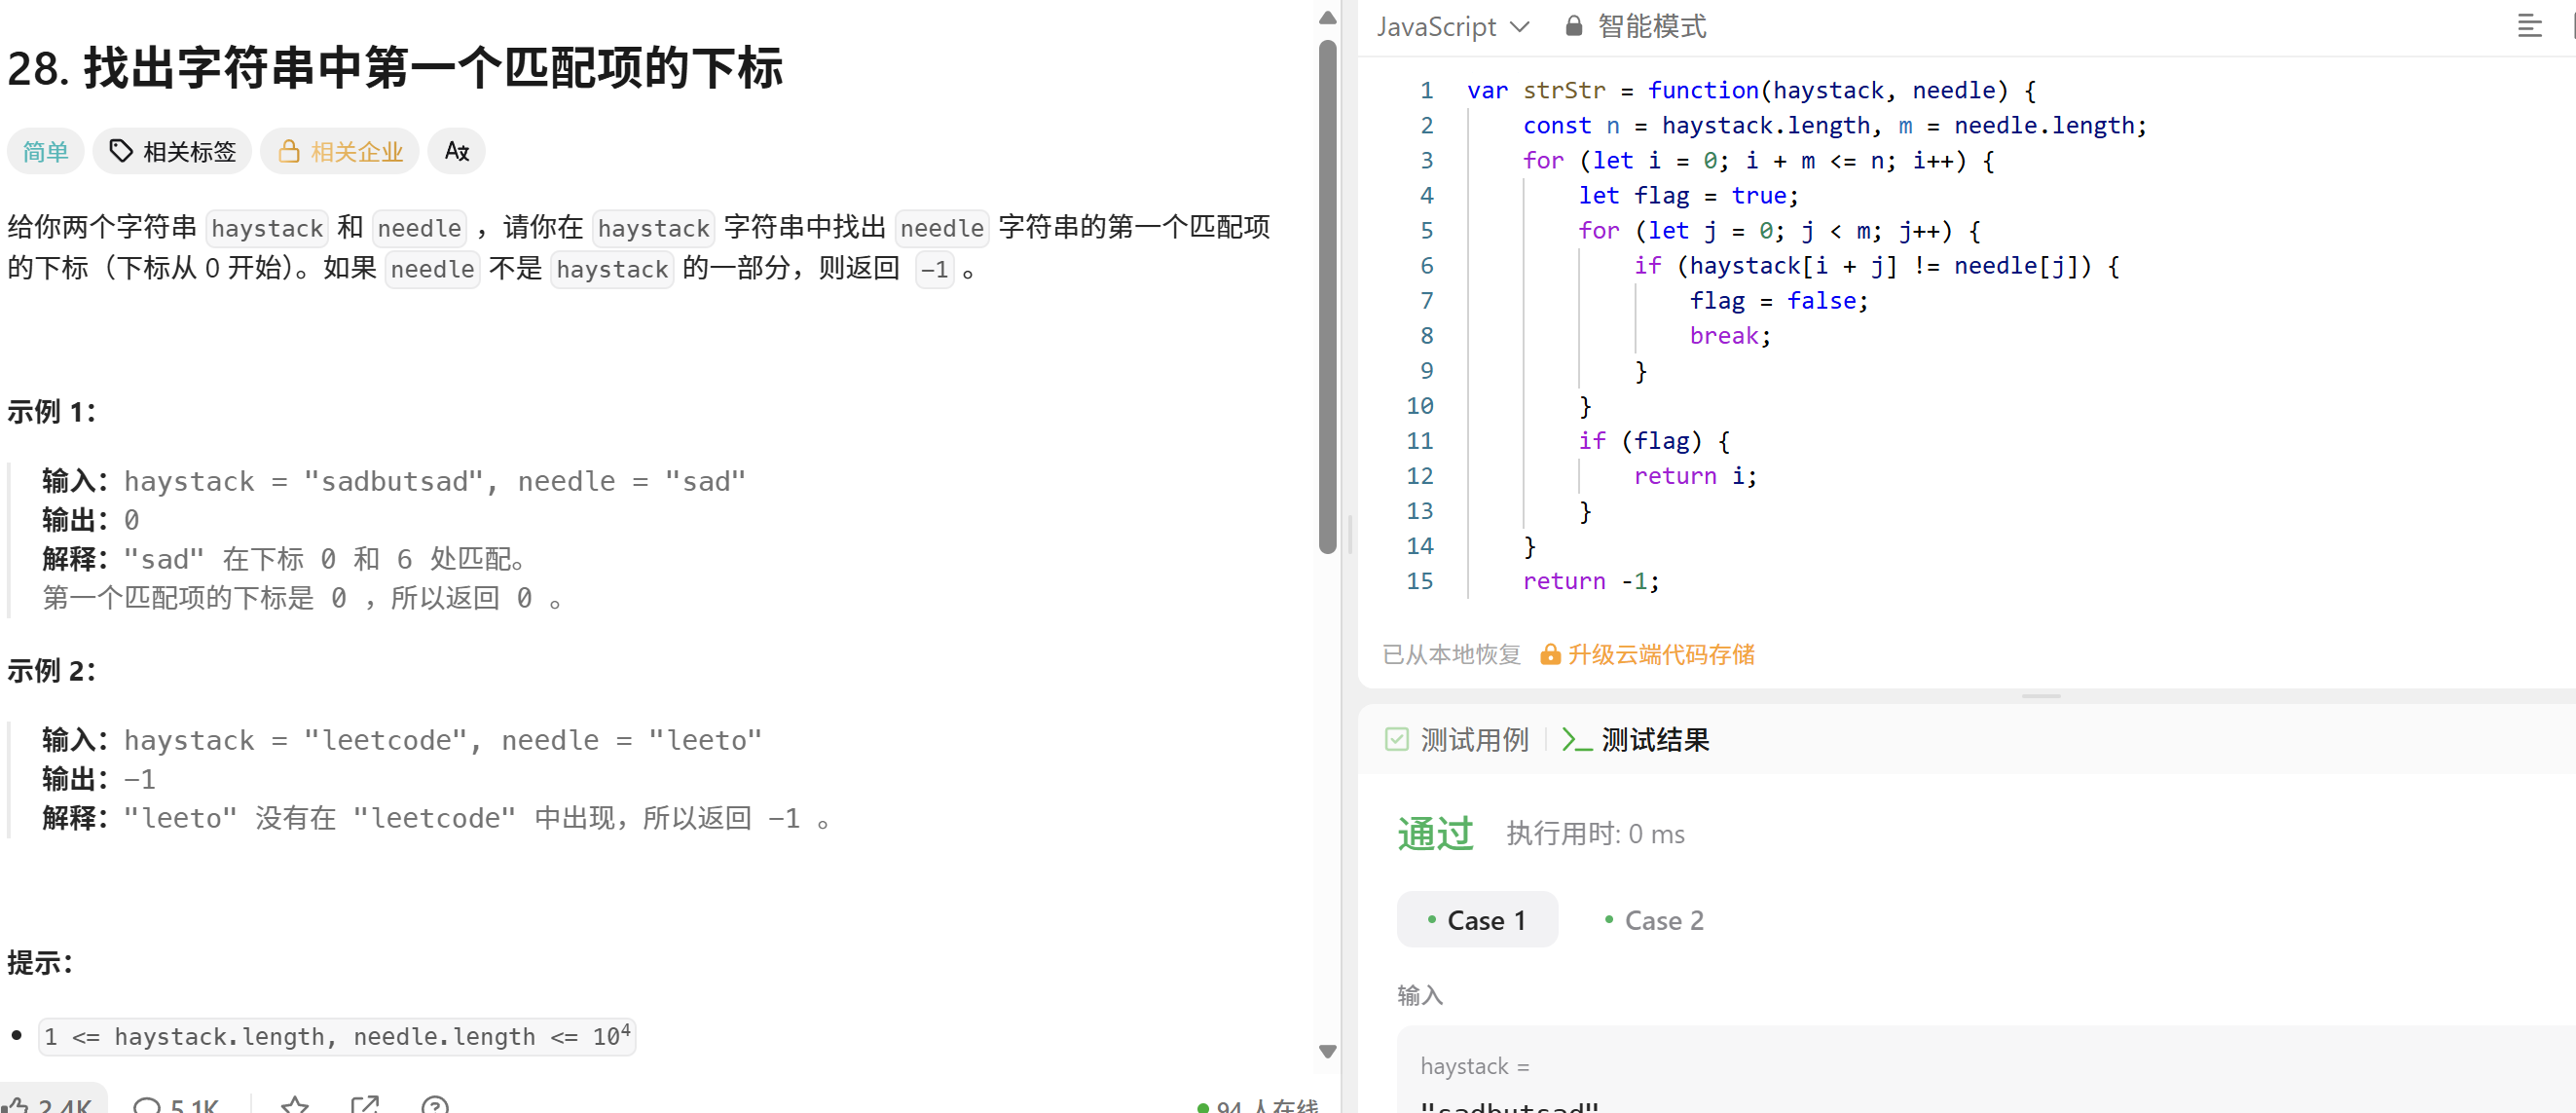 28. 找出字符串中第一个匹配项的下标
简单 相关标签 相关企业
给你两个字符串 haystack 和 needle ，请你在 haystack 字符串中找出 needle 字符串的第一个匹配项
的下标（下标从 0 开始）。如果 needle 不是 haystack 的一部分，则返回 -1 。
示例 1：
输入：haystack = "sadbutsad", needle = "sad"
输出：0
解释："sad" 在下标 0 和 6 处匹配。
第一个匹配项的下标是 0 ，所以返回 0 。
示例 2：
输入：haystack = "leetcode", needle = "leeto"
输出：-1
解释："leeto" 没有在 "leetcode" 中出现，所以返回 -1 。
提示：
1 <= haystack.length, needle.length <= 10⁴
2.4K 5.1K 94 人在线
JavaScript 智能模式
1 var strStr = function(haystack, needle) {
2 const n = haystack.length, m = needle.length;
3 for (let i = 0; i + m <= n; i++) {
4 let flag = true;
5 for (let j = 0; j < m; j++) {
6 if (haystack[i + j] != needle[j]) {
7 flag = false;
8 break;
9 }
10 }
11 if (flag) {
12 return i;
13 }
14 }
15 return -1;
已从本地恢复 升级云端代码存储
测试用例 测试结果
通过 执行用时: 0 ms
Case 1 Case 2
输入
haystack =
"sadbutsad"